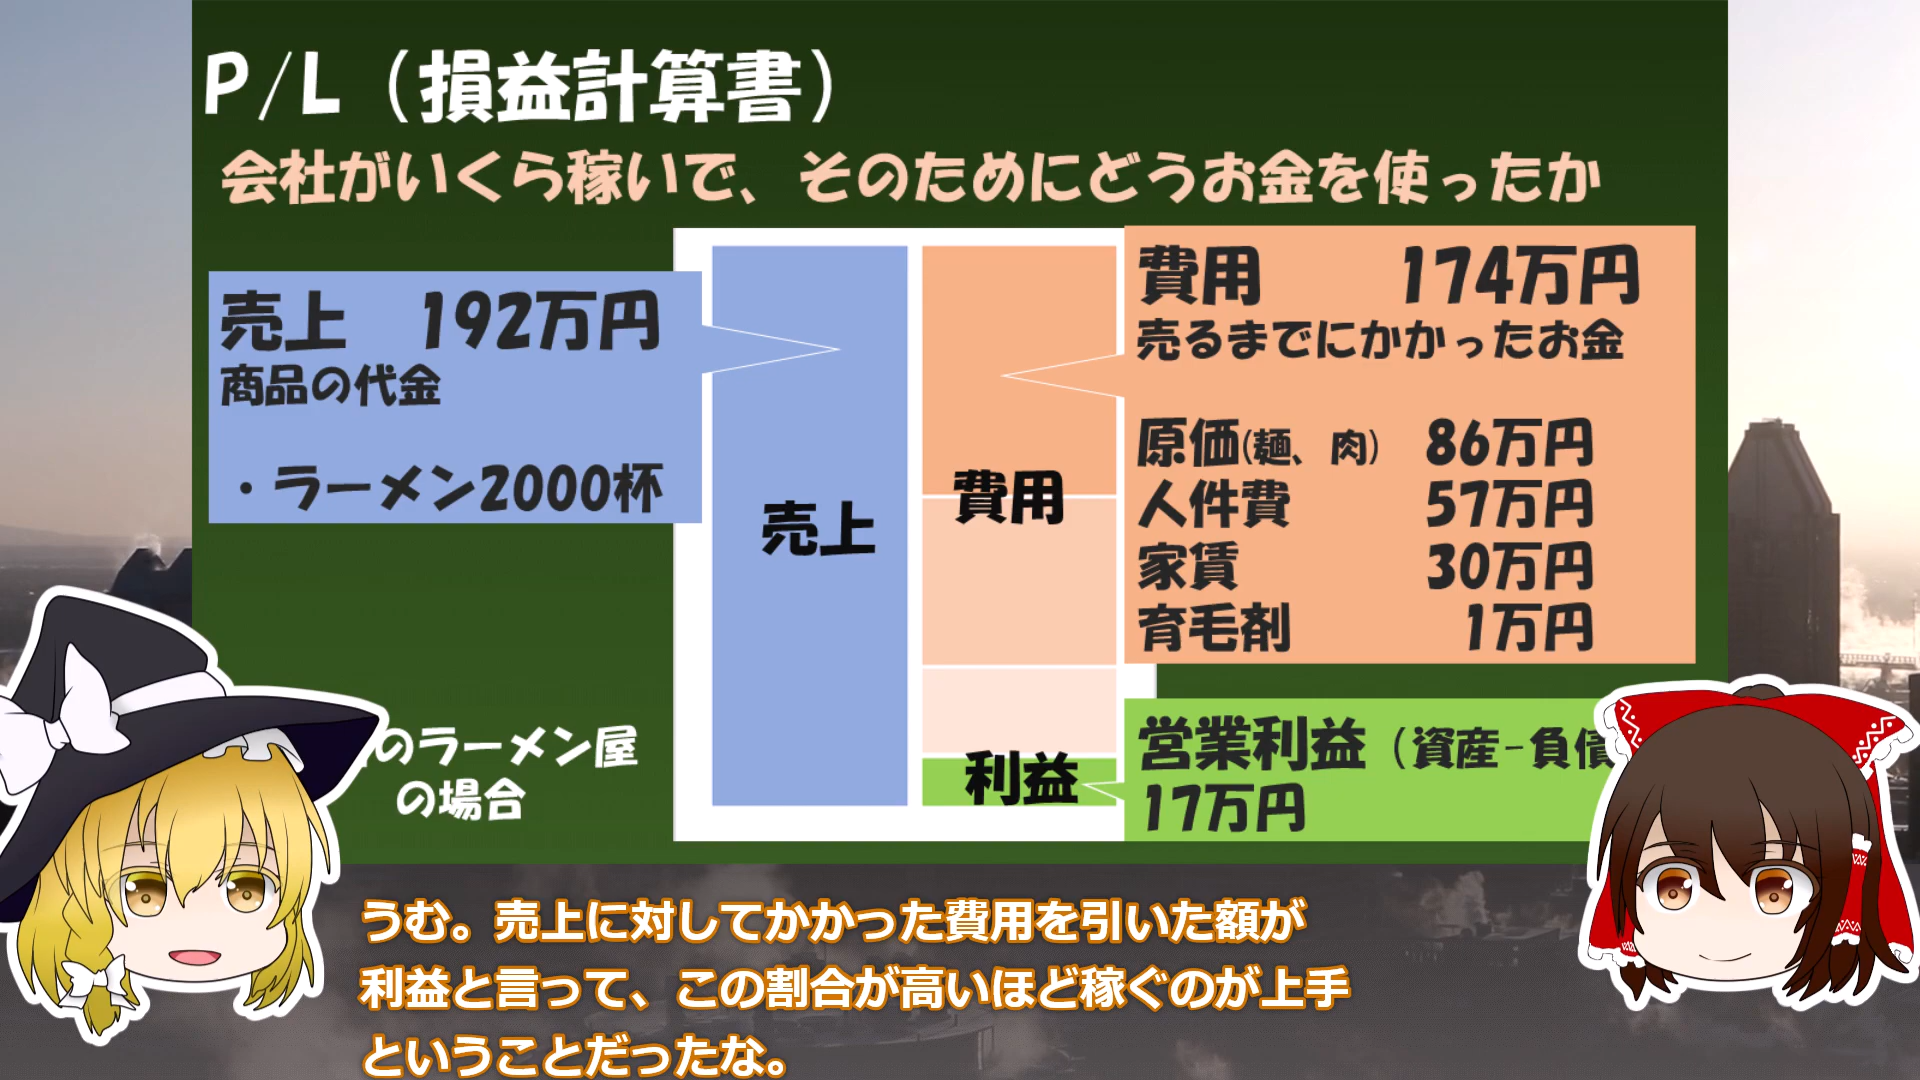 P/L（損益計算書）
会社がいくら稼いで、そのためにどうお金を使ったか
売上　192万円
商品の代金
・ラーメン2000杯
売上
費用
利益
費用　174万円
売るまでにかかったお金
原価(麺、肉)　86万円
人件費　57万円
家賃　30万円
育毛剤　1万円
営業利益（資産-負債
17万円
のラーメン屋
の場合
うむ。売上に対してかかった費用を引いた額が
利益と言って、この割合が高いほど稼ぐのが上手
ということだったな。